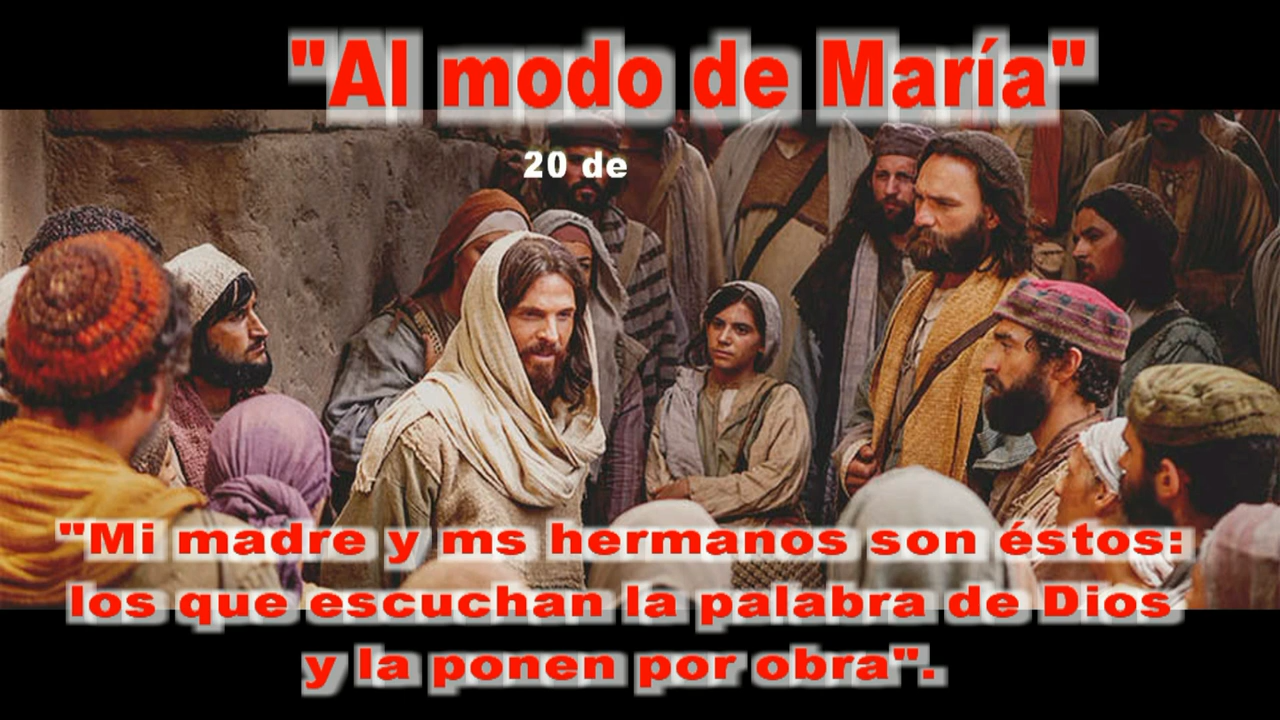 "Al modo de María"
20 de
"Mi madre y ms hermanos son éstos:
los que escuchan la palabra de Dios
y la ponen por obra".